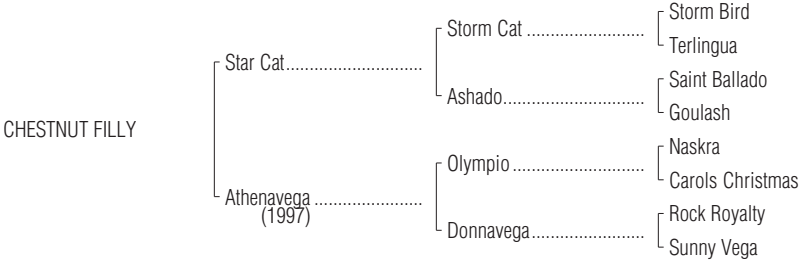 CHESTNUT FILLY
Star Cat
Athenavega
(1997)
Storm Cat
Ashado
Olympio
Donnavega
Storm Bird
Terlingua
Saint Ballado
Goulash
Naskra
Carols Christmas
Rock Royalty
Sunny Vega